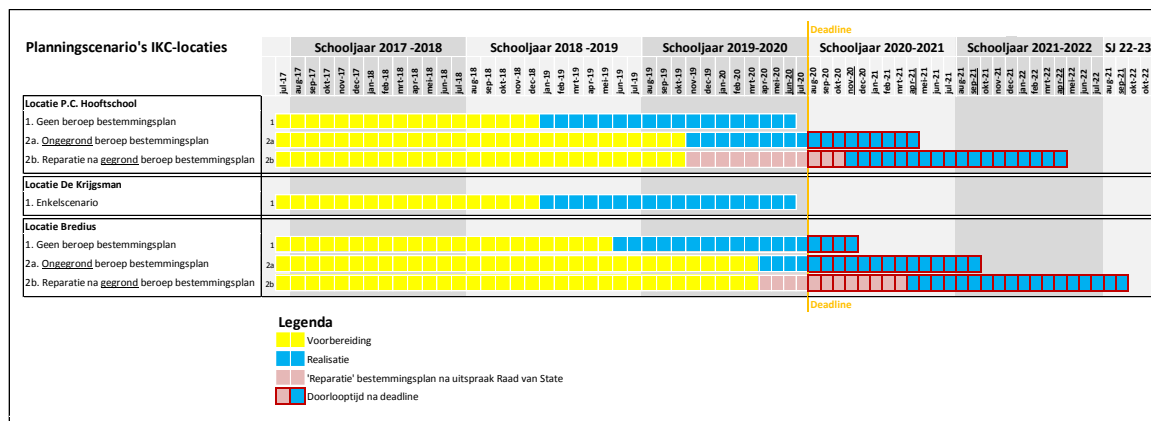 Deadline
Planningscenario's IKC-locaties Schooljaar 2017 -2018 Schooljaar 2018 -2019 Schooljaar 2019-2020 Schooljaar 2020-2021 Schooljaar 2021-2022 SJ 22-23
jul-17 aug-17 sep-17 okt-17 nov-17 dec-17 jan-18 feb-18 mrt-18 apr-18 mei-18 jun-18 jul-18 aug-18 sep-18 okt-18 nov-18 dec-18 jan-19 feb-19 mrt-19 apr-19 mei-19 jun-19 jul-19 aug-19 sep-19 okt-19 nov-19 dec-19 jan-20 feb-20 mrt-20 apr-20 mei-20 jun-20 jul-20 aug-20 sep-20 okt-20 nov-20 dec-20 jan-21 feb-21 mrt-21 apr-21 mei-21 jun-21 jul-21 aug-21 sep-21 okt-21 nov-21 dec-21 jan-22 feb-22 mrt-22 apr-22 mei-22 jun-22 jul-22 aug-21 sep-21 okt-22 okt-22
Locatie P.C. Hooftschool
1. Geen beroep bestemmingsplan 1
2a. Ongegrond beroep bestemmingsplan 2a
2b. Reparatie na gegrond beroep bestemmingsplan 2b
Locatie De Krijgsman
1. Enkelscenario 1
Locatie Bredius
1. Geen beroep bestemmingsplan 1
2a. Ongegrond beroep bestemmingsplan 2a
2b. Reparatie na gegrond beroep bestemmingsplan 2b
Deadline
Legenda
Voorbereiding
Realisatie
'Reparatie' bestemmingsplan na uitspraak Raad van State
Doorlooptijd na deadline